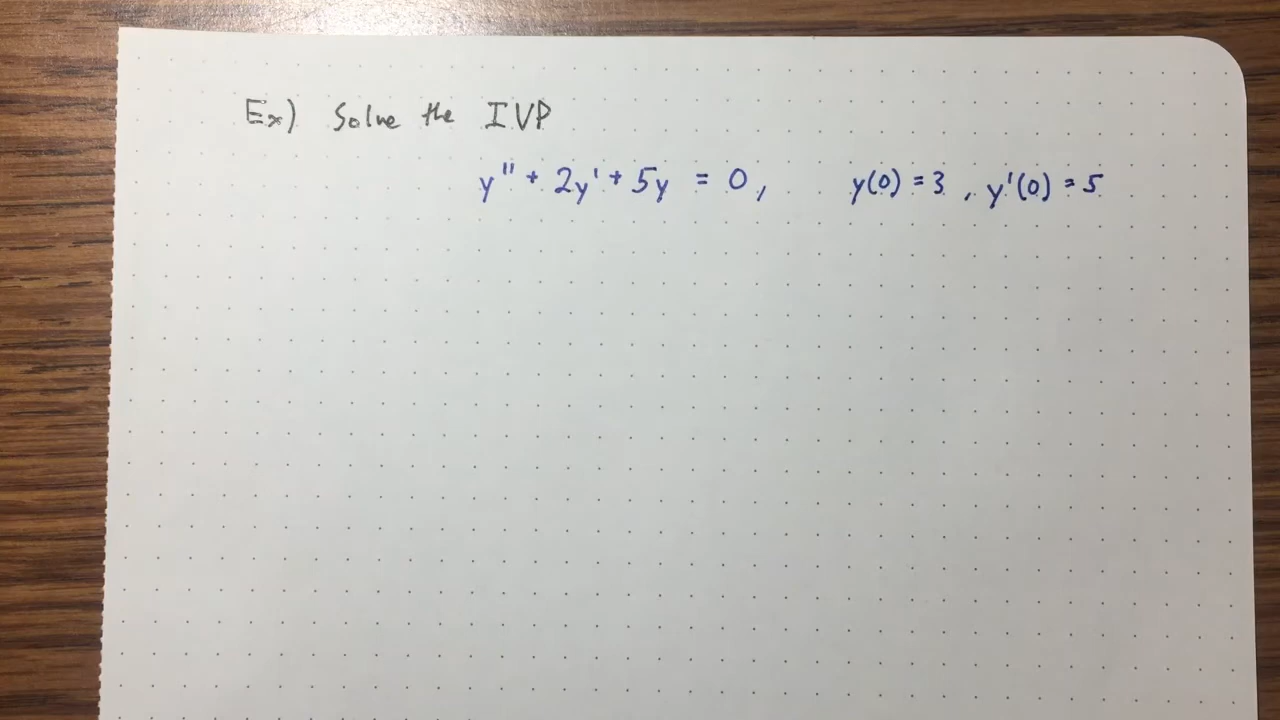 Ex) Solve the IVP
y" + 2y' + 5y = 0, y(0) = 3, y'(0) = 5